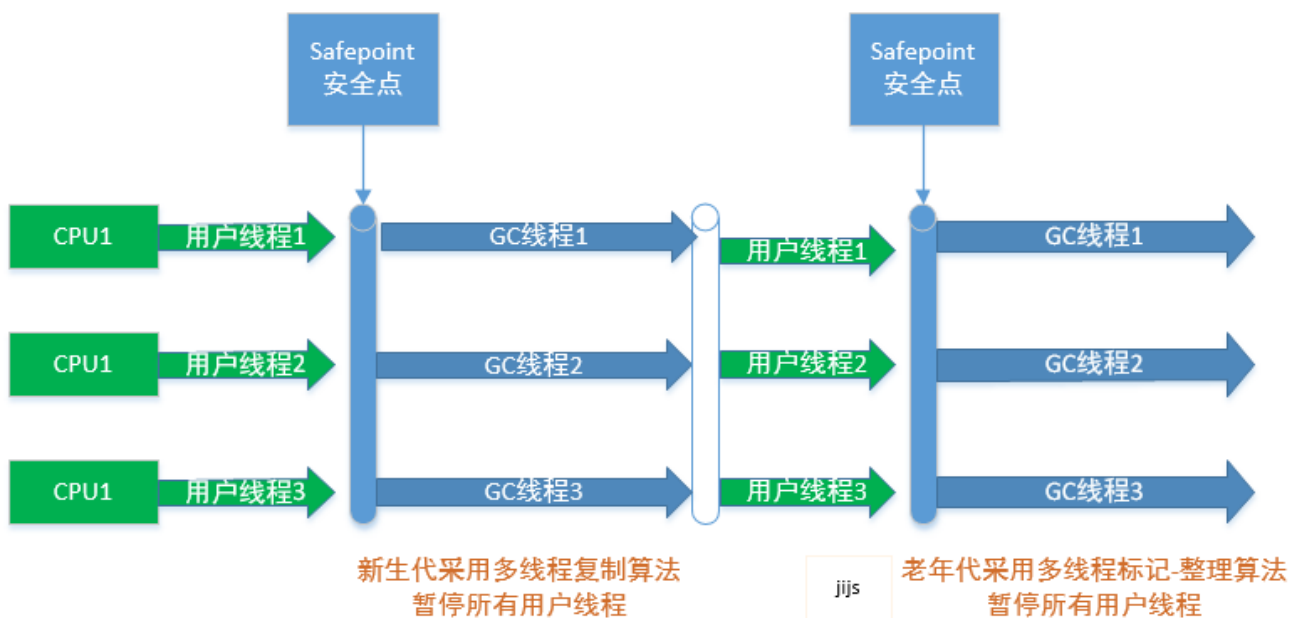 Safepoint
安全点
Safepoint
安全点
CPU1
用户线程1
GC线程1
用户线程1
GC线程1
CPU1
用户线程2
GC线程2
用户线程2
GC线程2
CPU1
用户线程3
GC线程3
用户线程3
GC线程3
新生代采用多线程复制算法
暂停所有用户线程
jijs
老年代采用多线程标记-整理算法
暂停所有用户线程